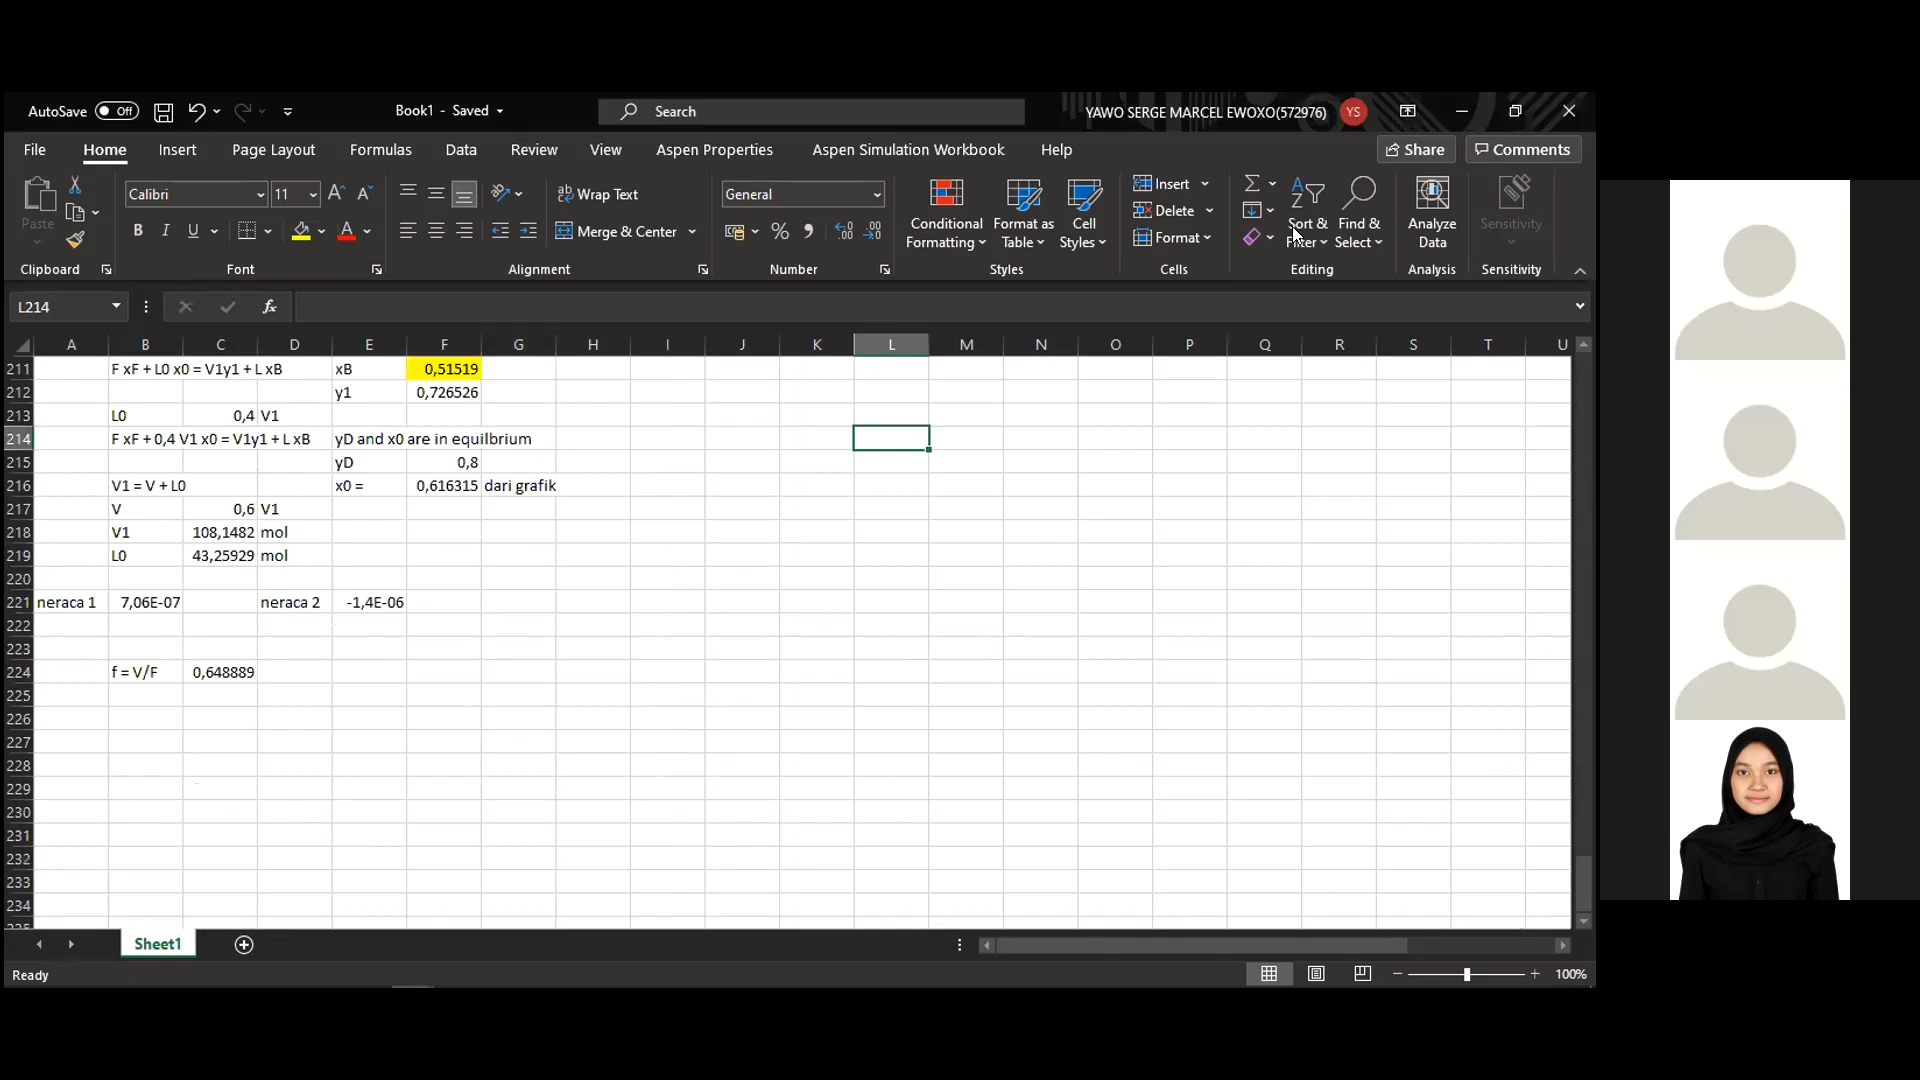 AutoSave Off Book1 - Saved Search YAWO SERGE MARCEL EWOXO(572976) YS
File Home Insert Page Layout Formulas Data Review View Aspen Properties Aspen Simulation Workbook Help Share Comments
Paste Calibri 11 Wrap Text General Conditional Formatting Format as Table Cell Styles Insert Sort & Filter Find & Select Analyze Data Sensitivity
B I U Merge & Center Delete
Format
Clipboard Font Alignment Number Styles Cells Editing Analysis Sensitivity
L214 fx
A B C D E F G H I J K L M N O P Q R S T U
211 F xF + L0 x0 = V1y1 + L xB xB 0,51519
212 y1 0,726526
213 L0 0,4 V1
214 F xF + 0,4 V1 x0 = V1y1 + L xB yD and x0 are in equilbrium
215 yD 0,8
216 V1 = V + L0 x0 = 0,616315 dari grafik
217 V 0,6 V1
218 V1 108,1482 mol
219 L0 43,25929 mol
220
221 neraca 1 7,06E-07 neraca 2 -1,4E-06
222
223
224 f = V/F 0,648889
225
226
227
228
229
230
231
232
233
234
Sheet1
Ready 100%